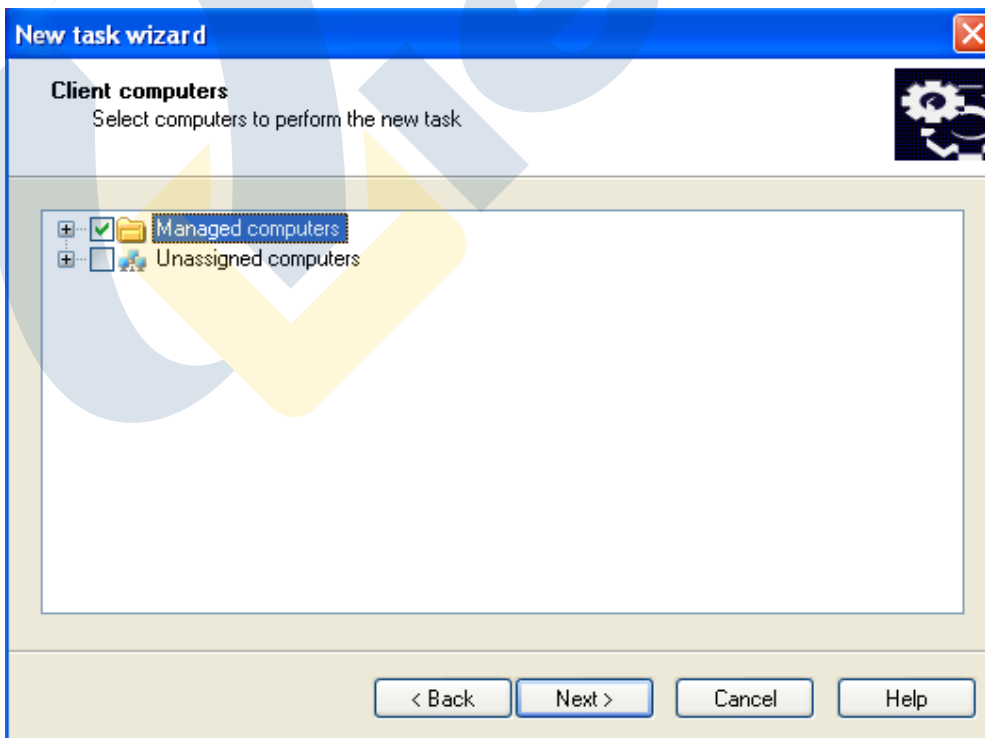 New task wizard
Client computers
Select computers to perform the new task
Managed computers
Unassigned computers
< Back Next > Cancel Help